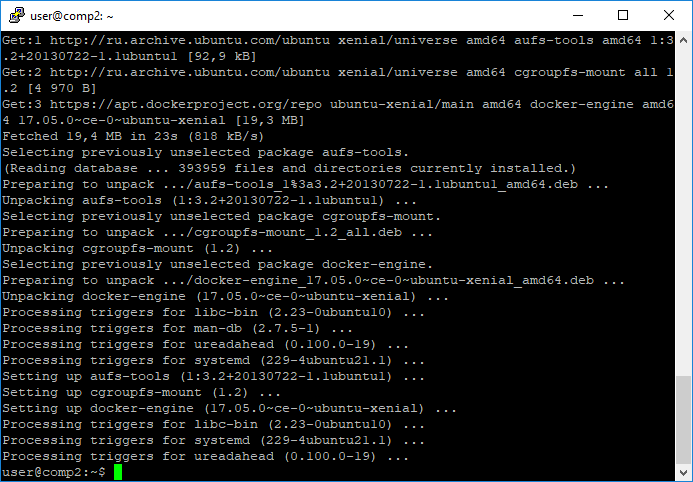 user@comp2: ~
Get:1 http://ru.archive.ubuntu.com/ubuntu xenial/universe amd64 aufs-tools amd64 1:3
.2+20130722-1.1ubuntu1 [92,9 kB]
Get:2 http://ru.archive.ubuntu.com/ubuntu xenial/universe amd64 cgroupfs-mount all 1
.2 [4 970 B]
Get:3 https://apt.dockerproject.org/repo ubuntu-xenial/main amd64 docker-engine amd6
4 17.05.0~ce-0~ubuntu-xenial [19,3 MB]
Fetched 19,4 MB in 23s (818 kB/s)
Selecting previously unselected package aufs-tools.
(Reading database ... 393959 files and directories currently installed.)
Preparing to unpack .../aufs-tools_1%3a3.2+20130722-1.1ubuntu1_amd64.deb ...
Unpacking aufs-tools (1:3.2+20130722-1.1ubuntu1) ...
Selecting previously unselected package cgroupfs-mount.
Preparing to unpack .../cgroupfs-mount_1.2_all.deb ...
Unpacking cgroupfs-mount (1.2) ...
Selecting previously unselected package docker-engine.
Preparing to unpack .../docker-engine_17.05.0~ce-0~ubuntu-xenial_amd64.deb ...
Unpacking docker-engine (17.05.0~ce-0~ubuntu-xenial) ...
Processing triggers for libc-bin (2.23-0ubuntu10) ...
Processing triggers for man-db (2.7.5-1) ...
Processing triggers for ureadahead (0.100.0-19) ...
Processing triggers for systemd (229-4ubuntu21.1) ...
Setting up aufs-tools (1:3.2+20130722-1.1ubuntu1) ...
Setting up cgroupfs-mount (1.2) ...
Setting up docker-engine (17.05.0~ce-0~ubuntu-xenial) ...
Processing triggers for libc-bin (2.23-0ubuntu10) ...
Processing triggers for systemd (229-4ubuntu21.1) ...
Processing triggers for ureadahead (0.100.0-19) ...
user@comp2:~$